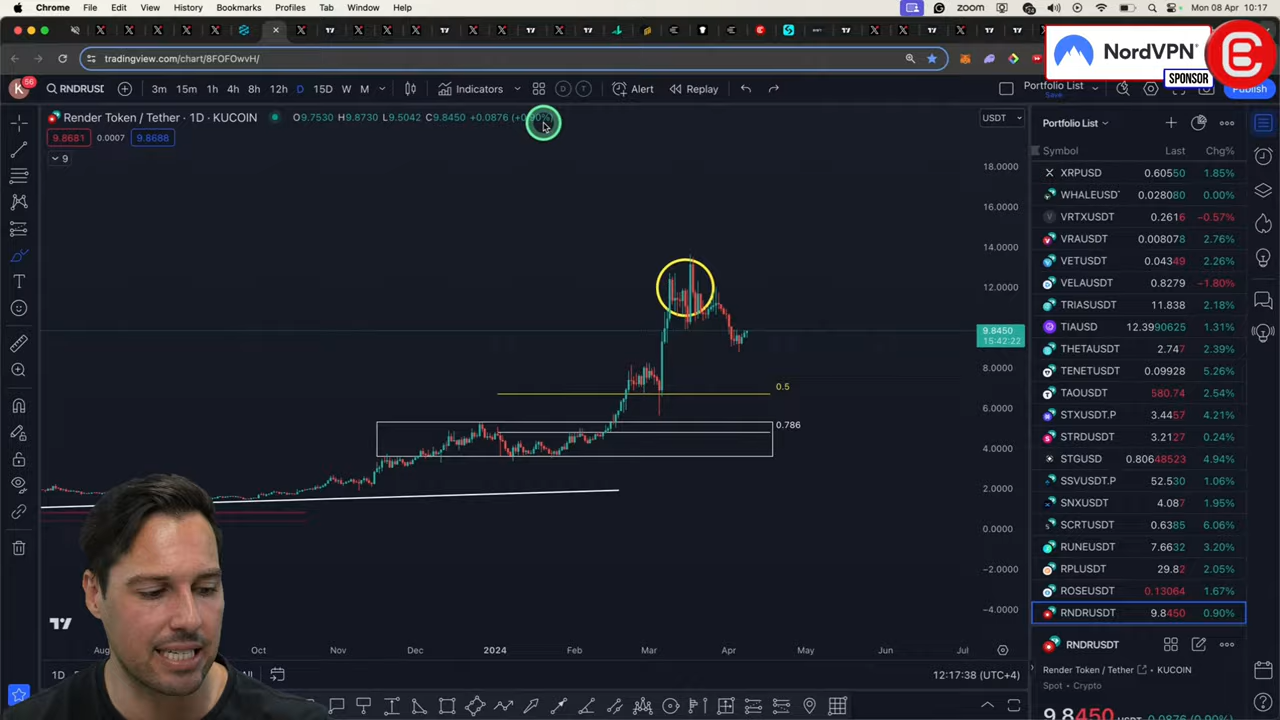 Chrome File Edit View History Bookmarks Profiles Tab Window Help zoom Mon 08 Apr 10:17
NordVPN®
SPONSOR
tradingview.com/chart/8FOFOwvH/
K 56 RNDRUSD 3m 15m 1h 4h 8h 12h D 15D W M Indicators Alert Replay Portfolio List Save Publish
Render Token / Tether · 1D · KUCOIN O9.7530 H9.8730 L9.5042 C9.8450 +0.0876 USDT
9.8681 0.0007 9.8688
9
Portfolio List
Symbol Last Chg%
XRPUSD 0.60550 1.85%
WHALEUSD 0.028080 0.00%
VRTXUSDT 0.2616 −0.57%
VRAUSDT 0.008078 2.76%
VETUSDT 0.04349 2.26%
VELAUSDT 0.8279 −1.80%
TRIASUSDT 11.838 2.18%
TIAUSD 12.3990625 1.31%
THETAUSDT 2.747 2.39%
TENETUSDT 0.09928 5.26%
TAOUSDT 580.74 2.54%
STXUSDT.P 3.4457 4.21%
STRDUSDT 3.2127 0.24%
STGUSD 0.80648523 4.94%
SSVUSDT.P 52.530 1.06%
SNXUSDT 4.087 1.95%
SCRTUSDT 0.6385 6.06%
RUNEUSDT 7.6632 3.20%
RPLUSDT 29.82 2.05%
ROSEUSDT 0.13064 1.67%
RNDRUSDT 9.8450 0.90%
18.0000
16.0000
14.0000
12.0000
9.8450
15:42:22
8.0000
6.0000
4.0000
2.0000
0.0000
−2.0000
−4.0000
0.5
0.786
Oct Nov Dec 2024 Feb Mar Apr May Jun Jul
1D
12:17:38 (UTC+4)
RNDRUSDT
Render Token / Tether · KUCOIN
Spot · Crypto
9.8450